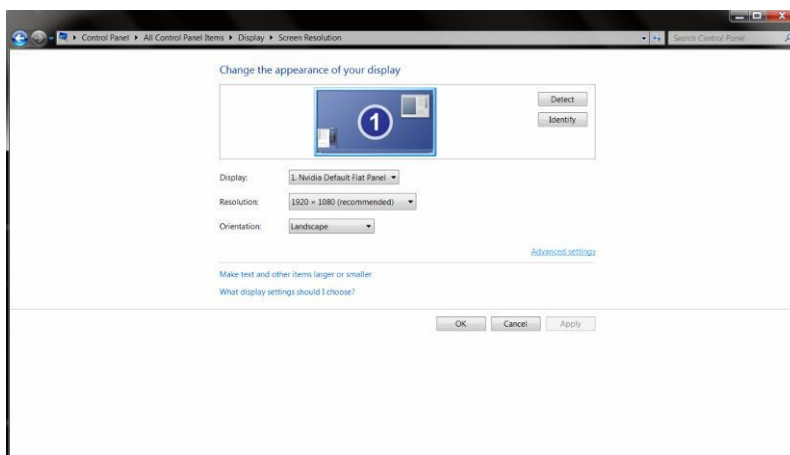 Control Panel ▸ All Control Panel Items ▸ Display ▸ Screen Resolution
Search Control Panel
Change the appearance of your display
1
Detect
Identify
Display: 1. Nvidia Default Flat Panel
Resolution: 1920 × 1080 (recommended)
Orientation: Landscape
Advanced settings
Make text and other items larger or smaller
What display settings should I choose?
OK Cancel Apply